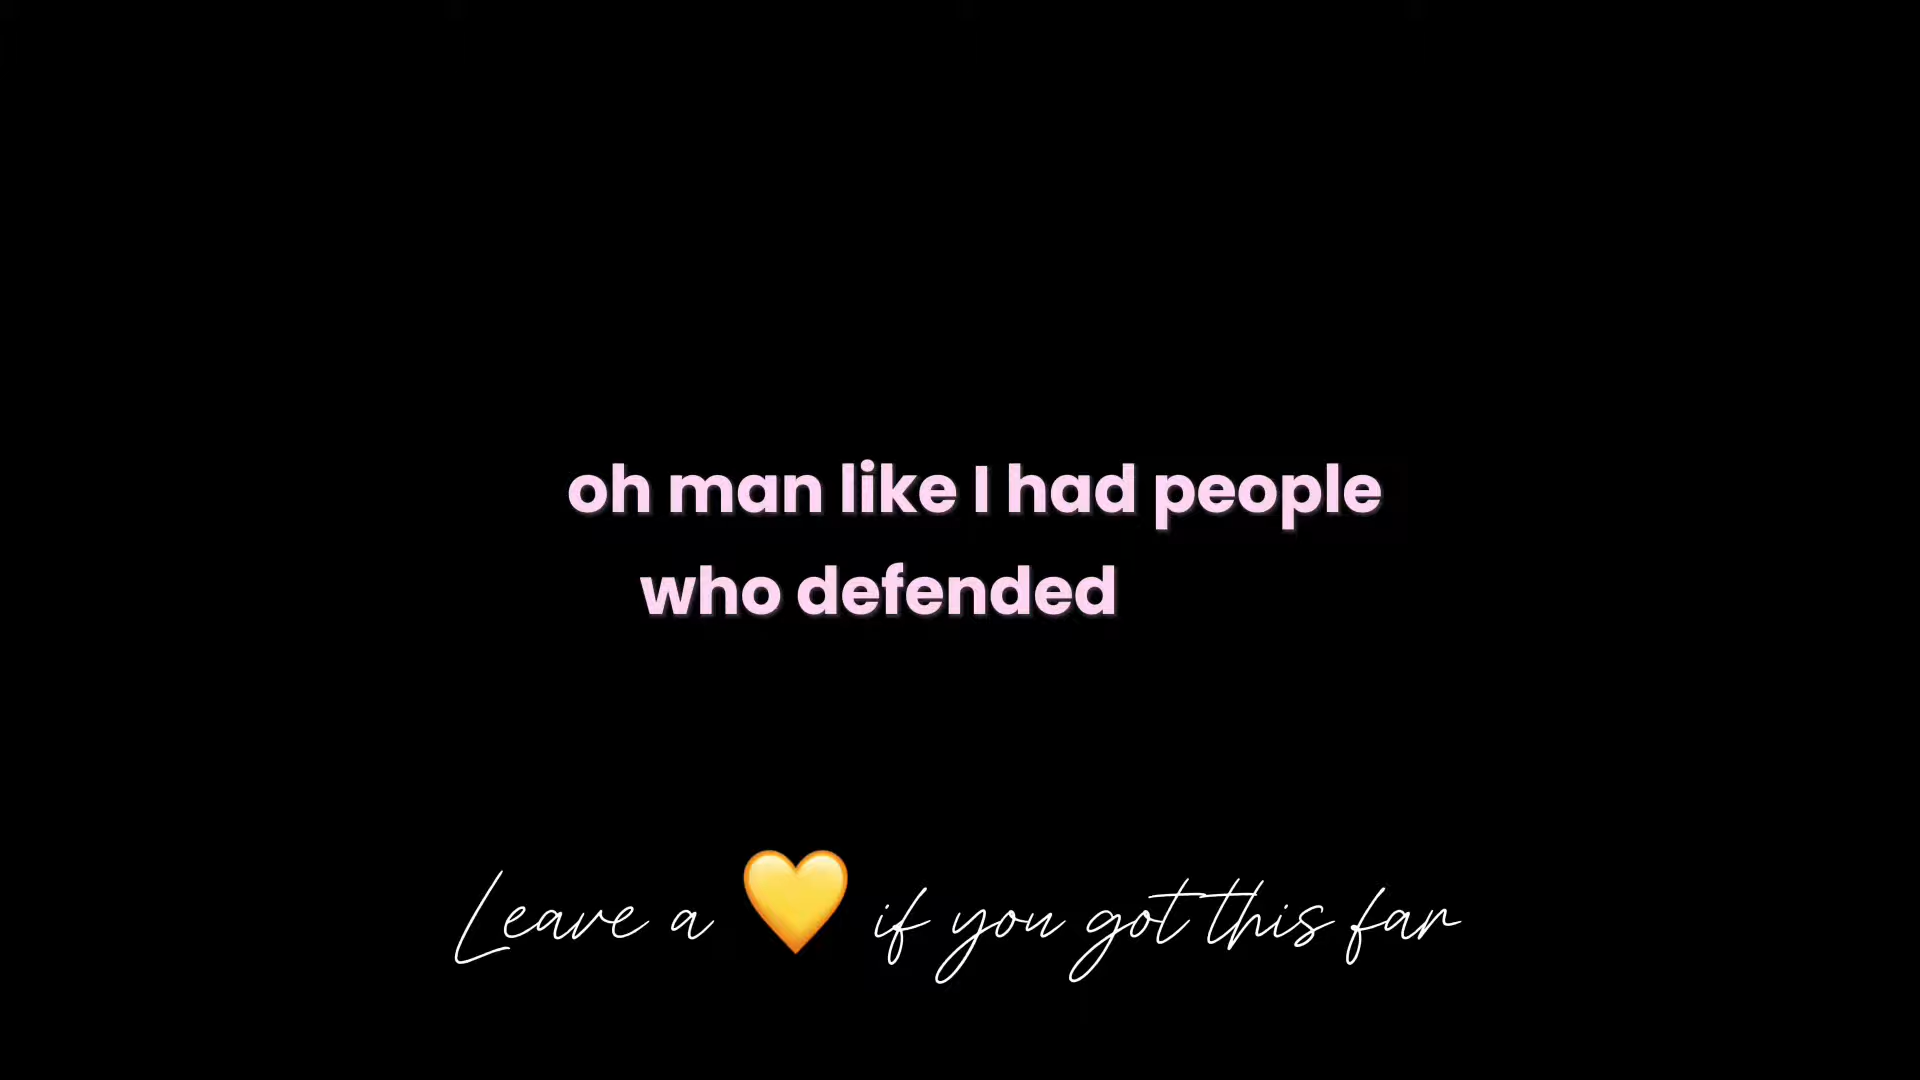 oh man like I had people
who defended
Leave a 💛 if you got this far